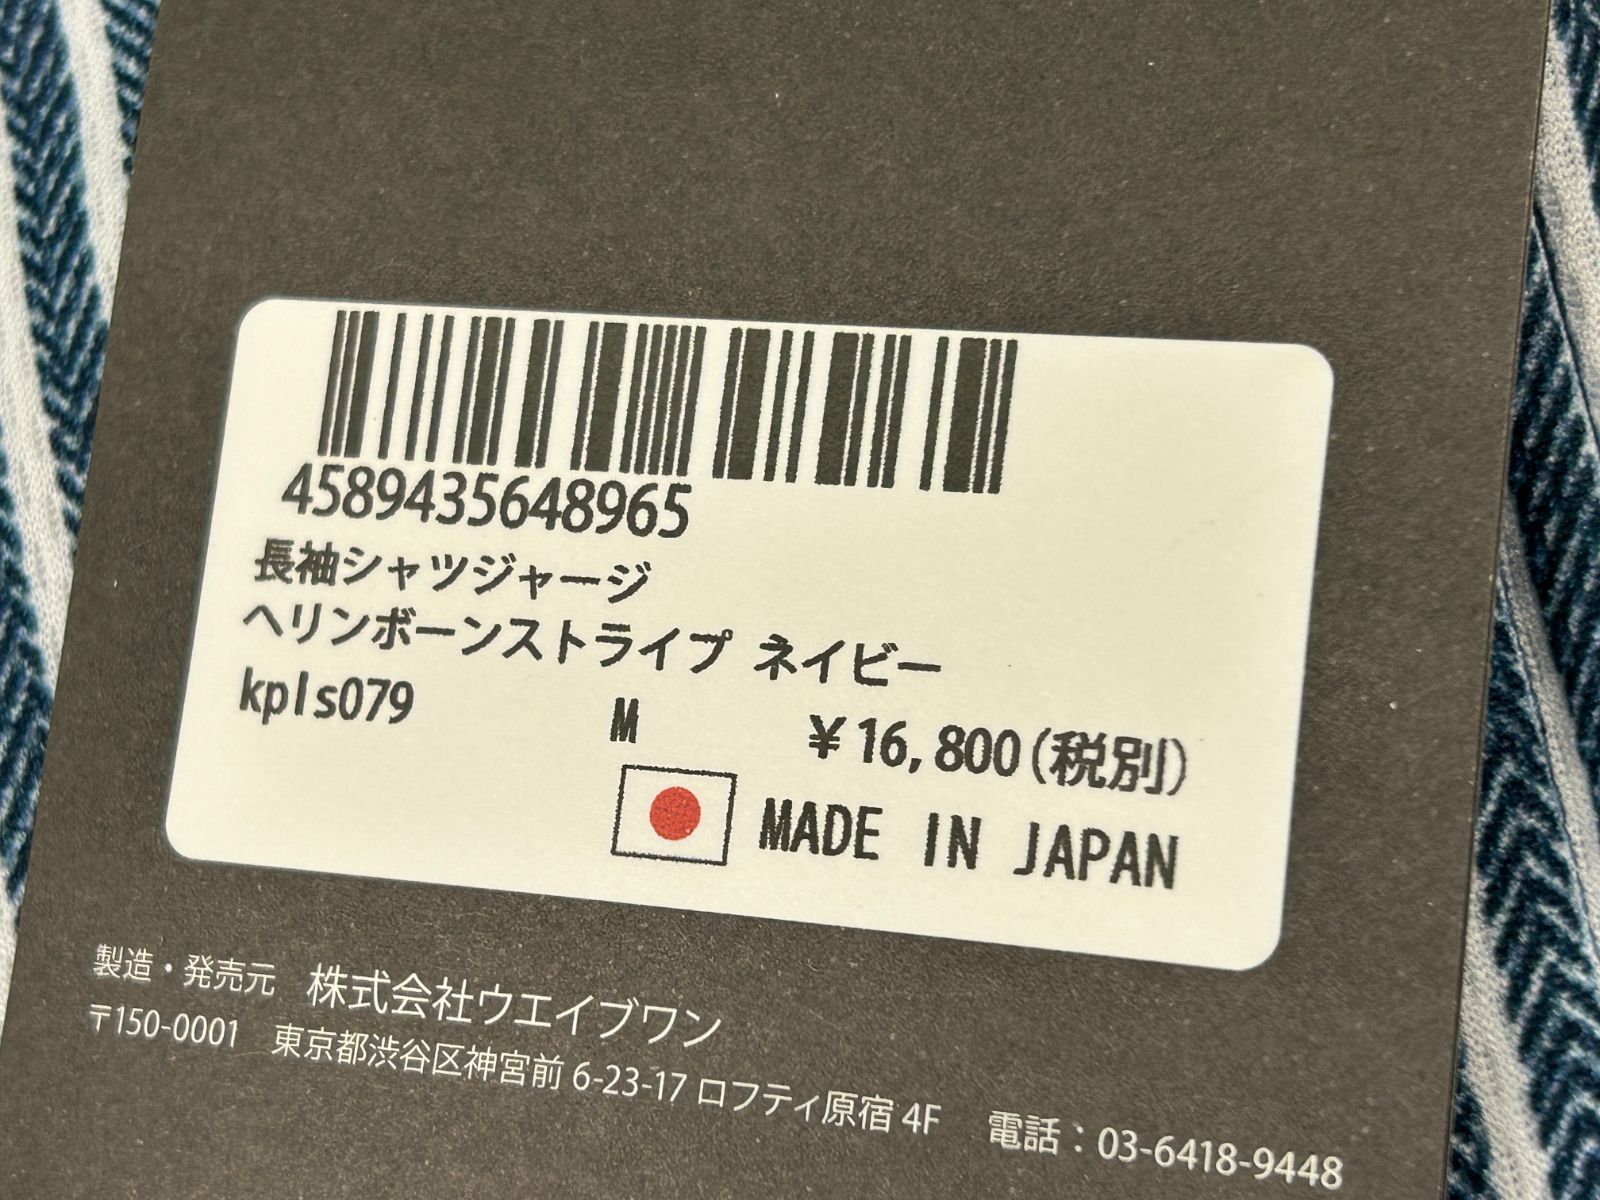 4589435648965
長袖シャツジャージ
ヘリンボーンストライプ ネイビー
kpls079 M ¥16,800(税別)
MADE IN JAPAN
製造・発売元 株式会社ウエイブワン
〒150-0001 東京都渋谷区神宮前 6-23-17 ロフティ原宿 4F 電話：03-6418-9448